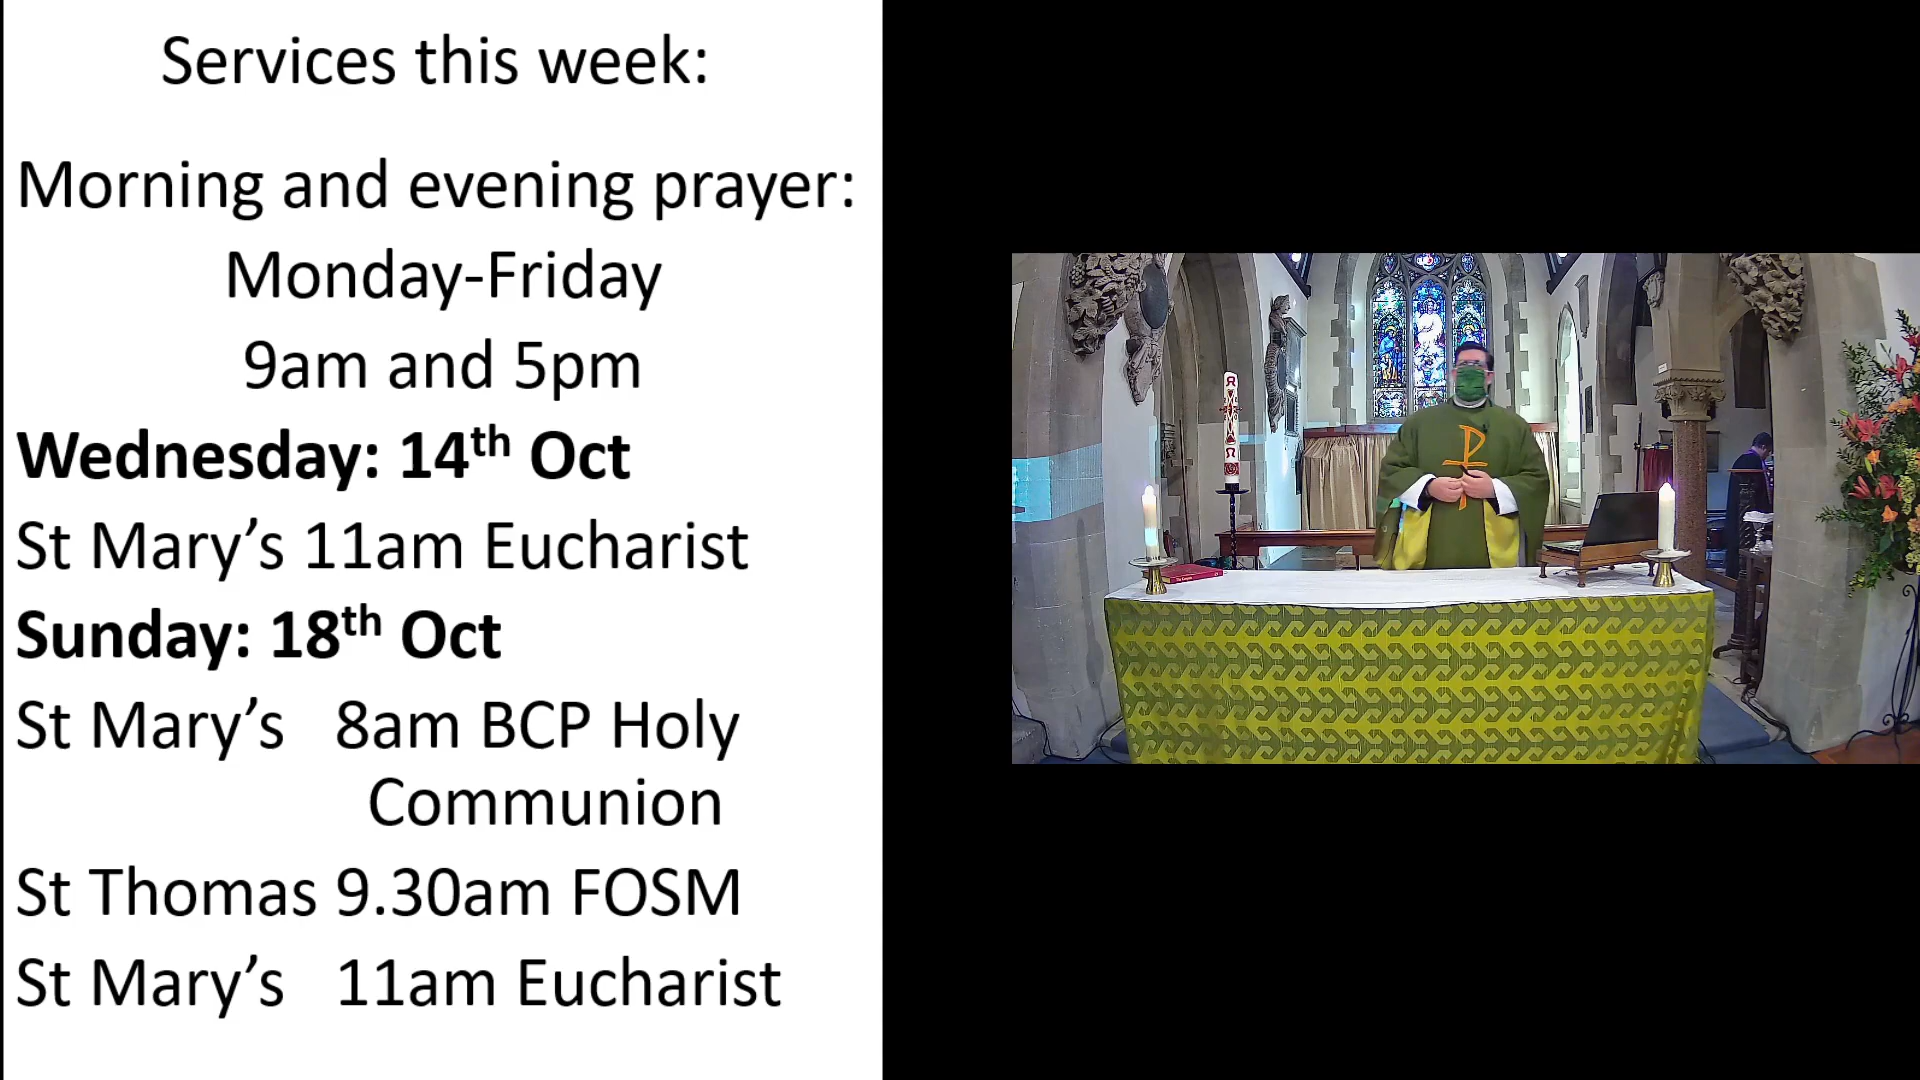 Services this week:
Morning and evening prayer:
Monday-Friday
9am and 5pm
Wednesday: 14th Oct
St Mary’s 11am Eucharist
Sunday: 18th Oct
St Mary’s 8am BCP Holy
Communion
St Thomas 9.30am FOSM
St Mary’s 11am Eucharist